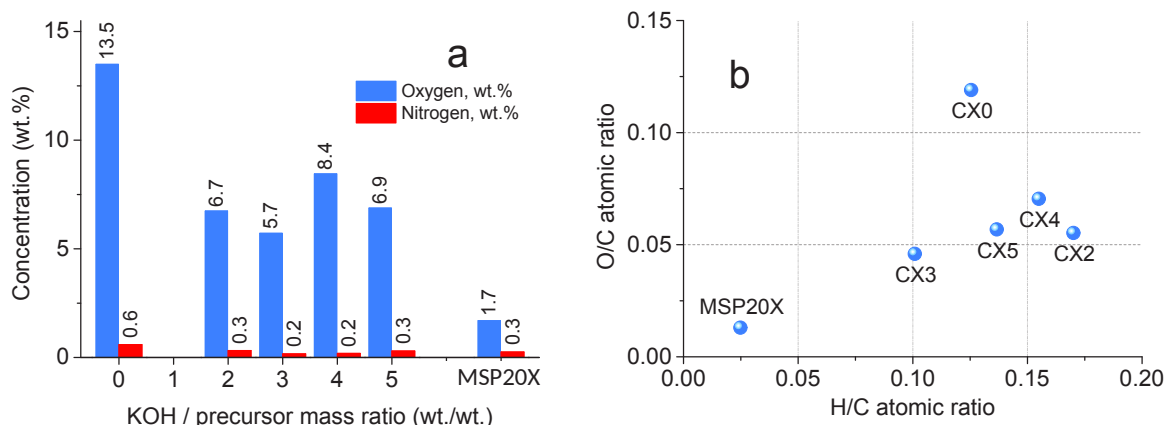 a
Oxygen, wt.%
Nitrogen, wt.%
Concentration (wt.%)
15
10
5
0
13.5
0.6
6.7
0.3
5.7
0.2
8.4
0.2
6.9
0.3
1.7
0.3
0 1 2 3 4 5 MSP20X
KOH / precursor mass ratio (wt./wt.)
b
O/C atomic ratio
0.15
0.10
0.05
0.00
CX0
CX4
CX5
CX2
CX3
MSP20X
0.00 0.05 0.10 0.15 0.20
H/C atomic ratio